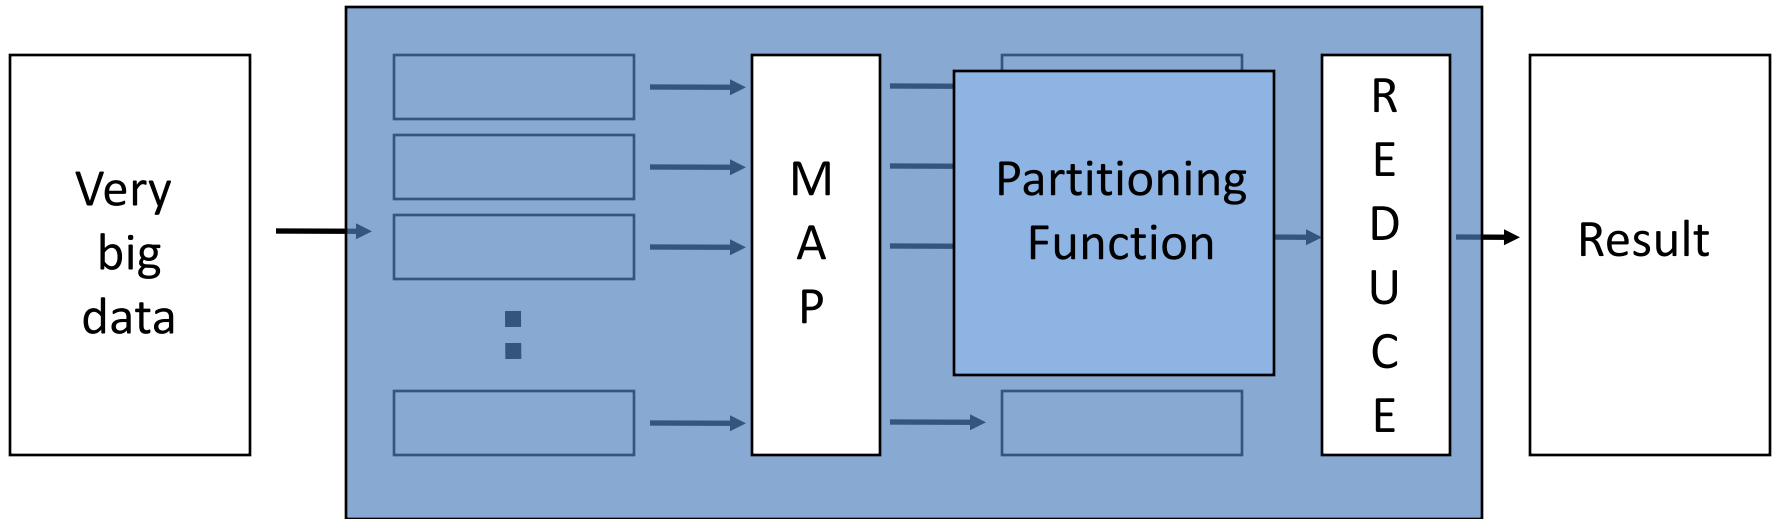 Very
big
data
M
A
P
Partitioning
Function
R
E
D
U
C
E
Result